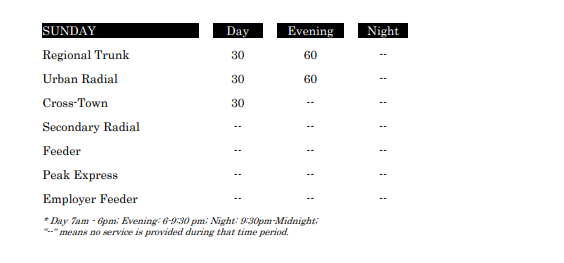 SUNDAY Day Evening Night
Regional Trunk 30 60 --
Urban Radial 30 60 --
Cross-Town 30 -- --
Secondary Radial -- -- --
Feeder -- -- --
Peak Express -- -- --
Employer Feeder -- -- --
* Day 7am - 6pm; Evening: 6-9:30 pm; Night: 9:30pm-Midnight;
"--" means no service is provided during that time period.